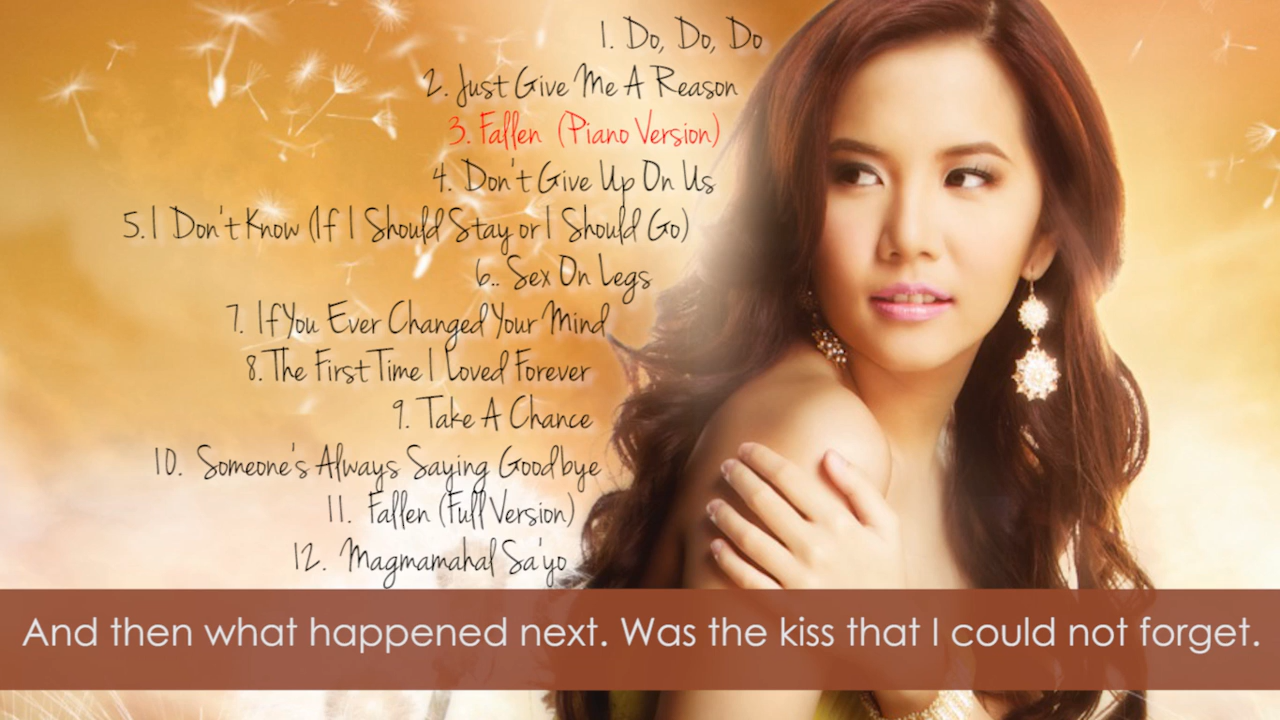 1. Do, Do, Do
2. Just Give Me A Reason
3. Fallen (Piano Version)
4. Don't Give Up On Us
5. I Don't Know (If I Should Stay or I Should Go)
6.. Sex On Legs
7. If You Ever Changed Your Mind
8. The First Time I Loved Forever
9. Take A Chance
10. Someone's Always Saying Goodbye
11. Fallen (Full Version)
12. Magmamahal Sa'yo
And then what happened next. Was the kiss that I could not forget.